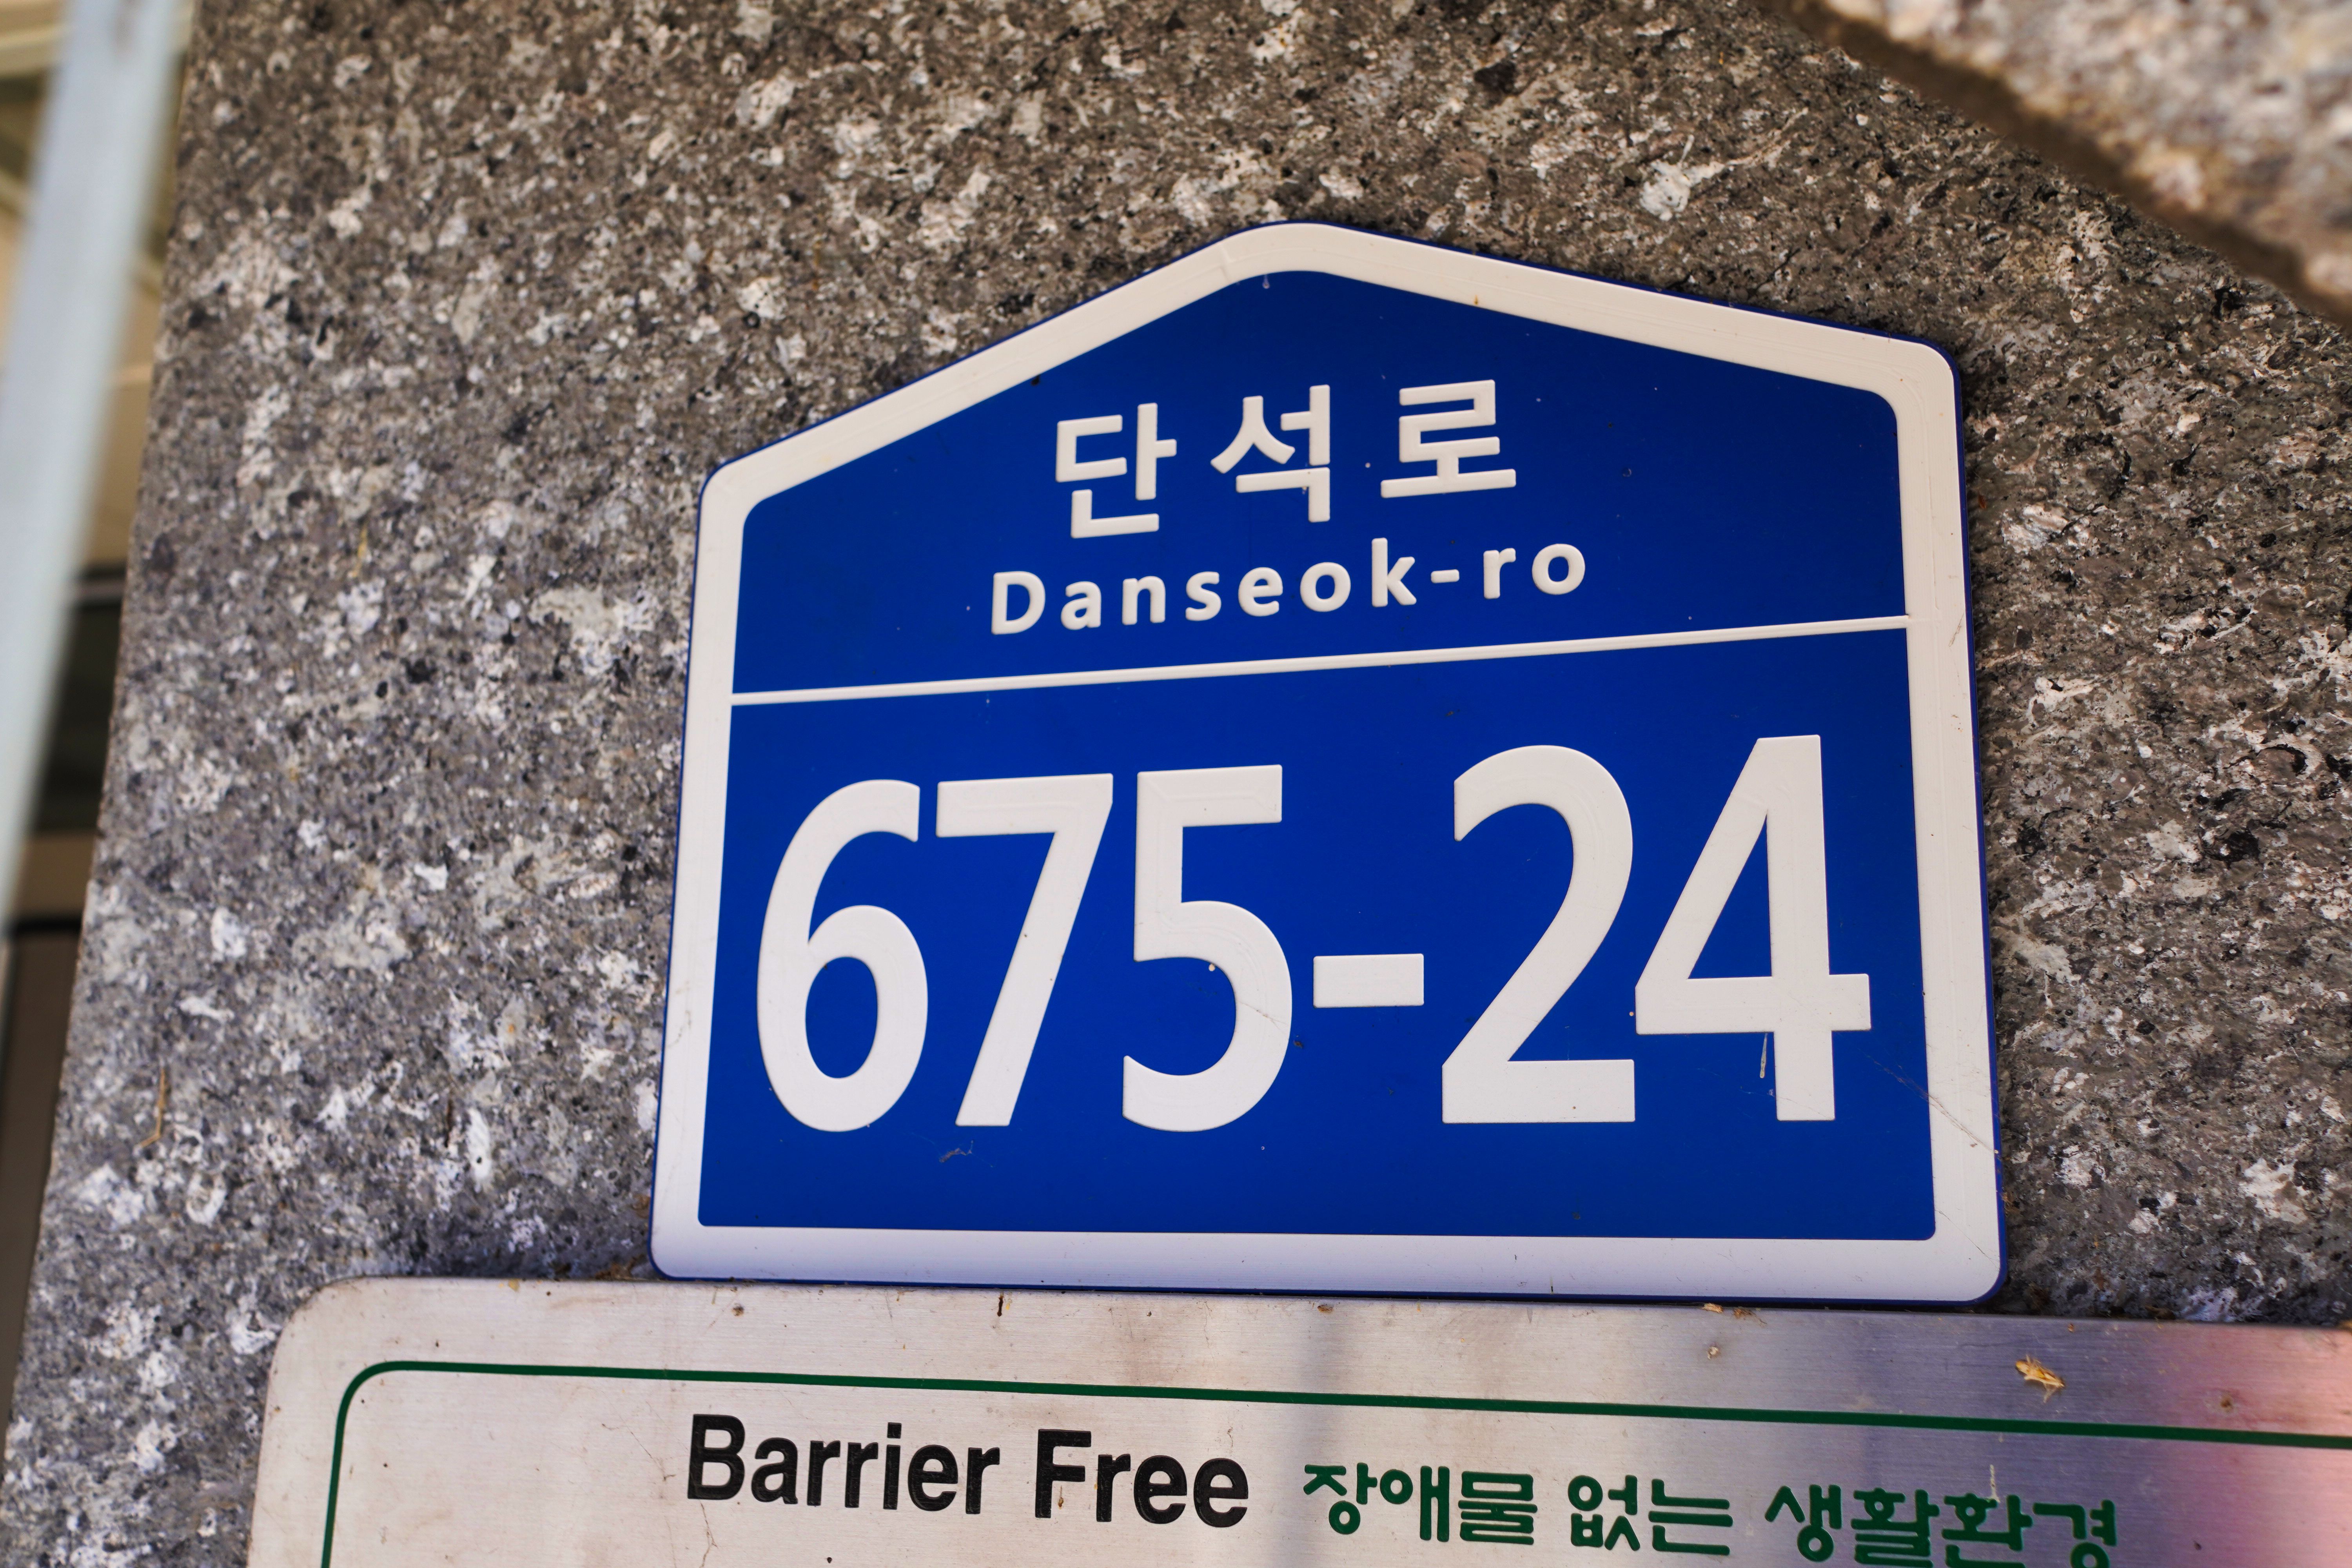 단석로
Danseok-ro
675-24
Barrier Free 장애물 없는 생활환경